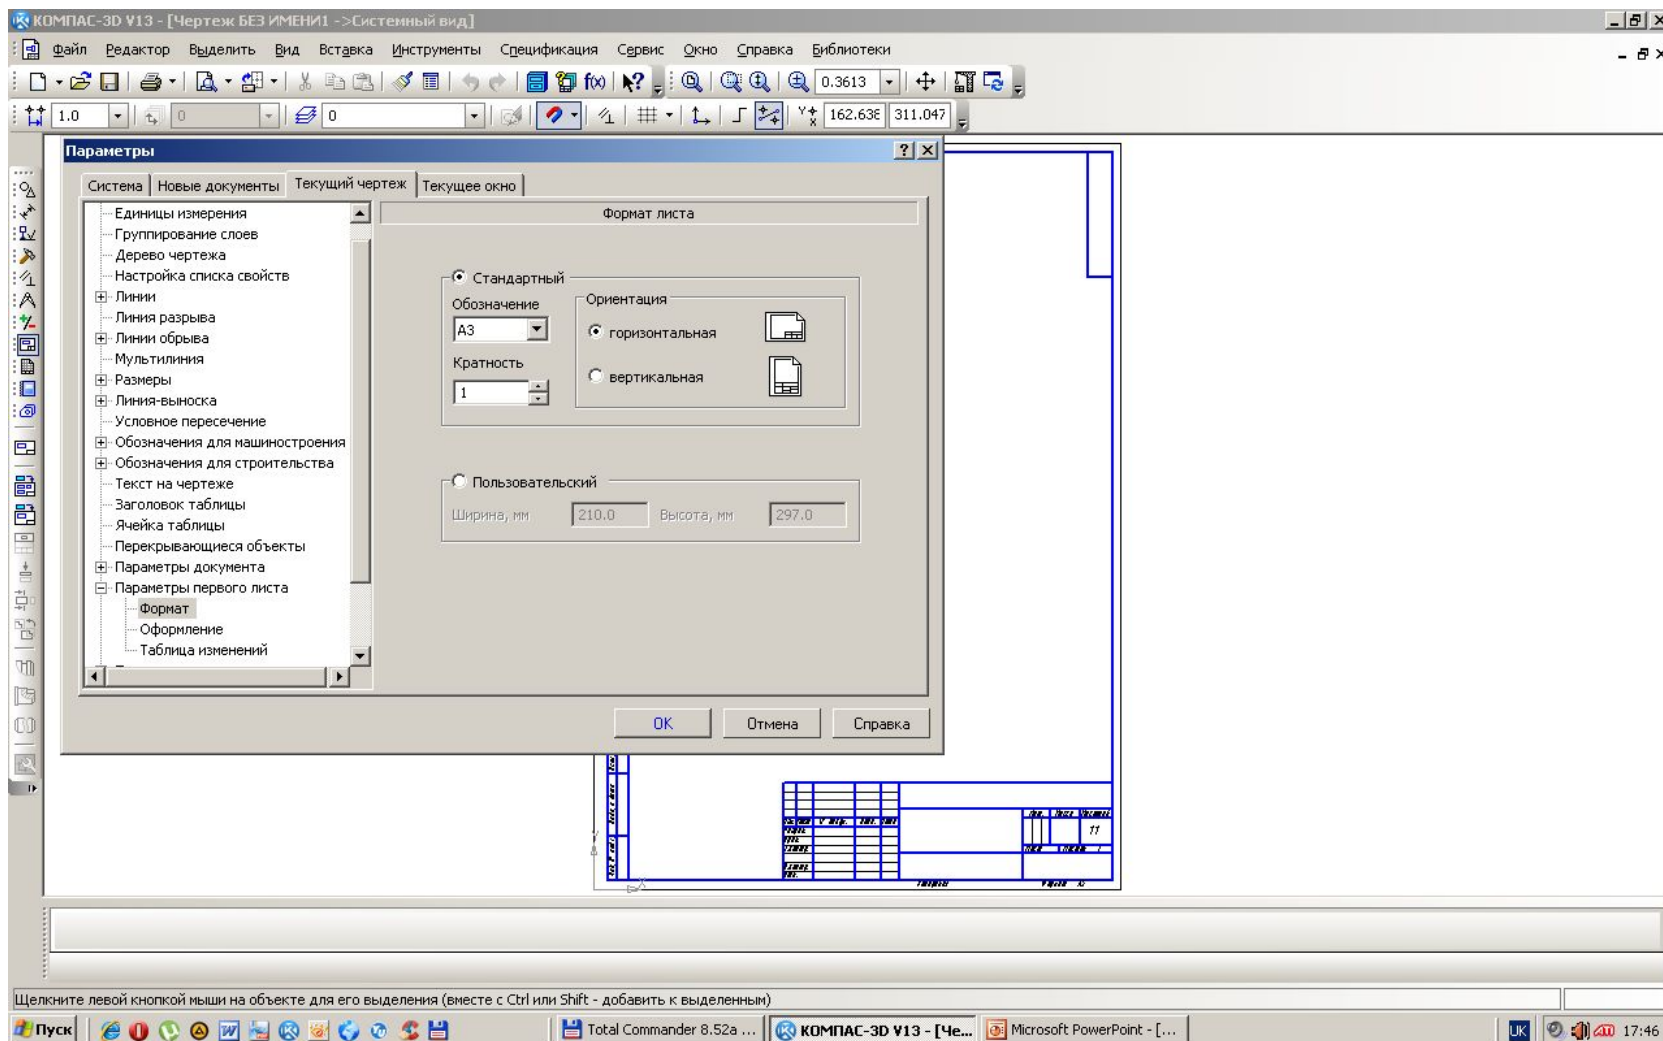 КОМПАС-3D V13 - [Чертеж БЕЗ ИМЕНИ1 ->Системный вид]
Файл Редактор Выделить Вид Вставка Инструменты Спецификация Сервис Окно Справка Библиотеки
f(x) 0.3613
1.0 0 0 162.638 311.047
Параметры
Система Новые документы Текущий чертеж Текущее окно
Единицы измерения
Группирование слоев
Дерево чертежа
Настройка списка свойств
Линии
Линия разрыва
Линии обрыва
Мультилиния
Размеры
Линия-выноска
Условное пересечение
Обозначения для машиностроения
Обозначения для строительства
Текст на чертеже
Заголовок таблицы
Ячейка таблицы
Перекрывающиеся объекты
Параметры документа
Параметры первого листа
Формат
Оформление
Таблица изменений
Формат листа
Стандартный
Обозначение
A3
Кратность
1
Ориентация
горизонтальная
вертикальная
Пользовательский
Ширина, мм 210.0 Высота, мм 297.0
OK Отмена Справка
Щелкните левой кнопкой мыши на объекте для его выделения (вместе с Ctrl или Shift - добавить к выделенным)
Пуск Total Commander 8.52a ... КОМПАС-3D V13 - [Че... Microsoft PowerPoint - [... UK 17:46